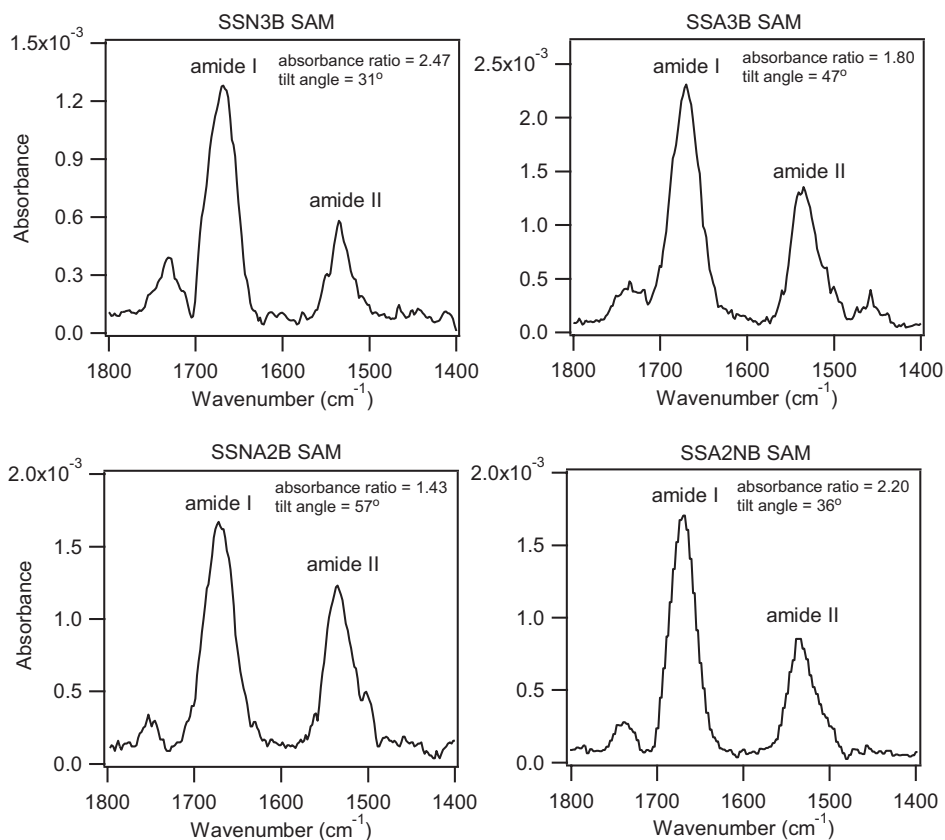 SSN3B SAM
1.5x10⁻³
1.2
0.9
0.6
0.3
0.0
Absorbance
amide I
absorbance ratio = 2.47
tilt angle = 31°
amide II
1800 1700 1600 1500 1400
Wavenumber (cm⁻¹)
SSA3B SAM
2.5x10⁻³
2.0
1.5
1.0
0.5
0.0
amide I
absorbance ratio = 1.80
tilt angle = 47°
amide II
1800 1700 1600 1500 1400
Wavenumber (cm⁻¹)
SSNA2B SAM
2.0x10⁻³
1.5
1.0
0.5
0.0
Absorbance
amide I
absorbance ratio = 1.43
tilt angle = 57°
amide II
1800 1700 1600 1500 1400
Wavenumber (cm⁻¹)
SSA2NB SAM
2.0x10⁻³
1.5
1.0
0.5
0.0
amide I
absorbance ratio = 2.20
tilt angle = 36°
amide II
1800 1700 1600 1500 1400
Wavenumber (cm⁻¹)